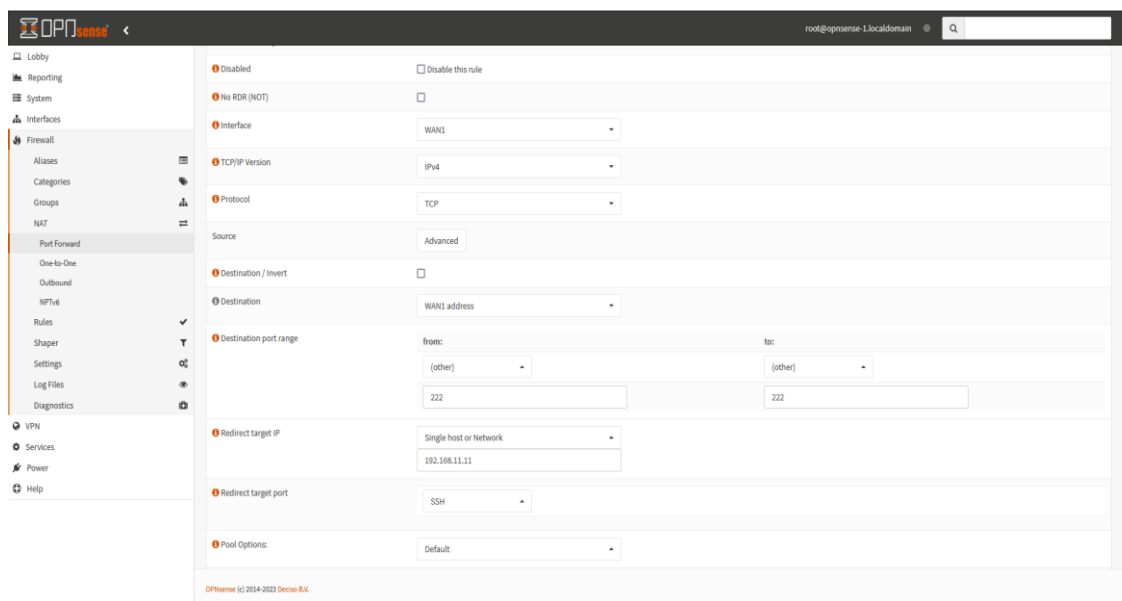 OPNsense
root@opnsense-1.localdomain
Lobby
Reporting
System
Interfaces
Firewall
Aliases
Categories
Groups
NAT
Port Forward
One-to-One
Outbound
NPTv6
Rules
Shaper
Settings
Log Files
Diagnostics
VPN
Services
Power
Help
Disabled
Disable this rule
No RDR (NOT)
Interface
WAN1
TCP/IP Version
IPv4
Protocol
TCP
Source
Advanced
Destination / Invert
Destination
WAN1 address
Destination port range
from:
to:
(other)
(other)
222
222
Redirect target IP
Single host or Network
192.168.11.11
Redirect target port
SSH
Pool Options:
Default
OPNsense (c) 2014-2023 Deciso B.V.